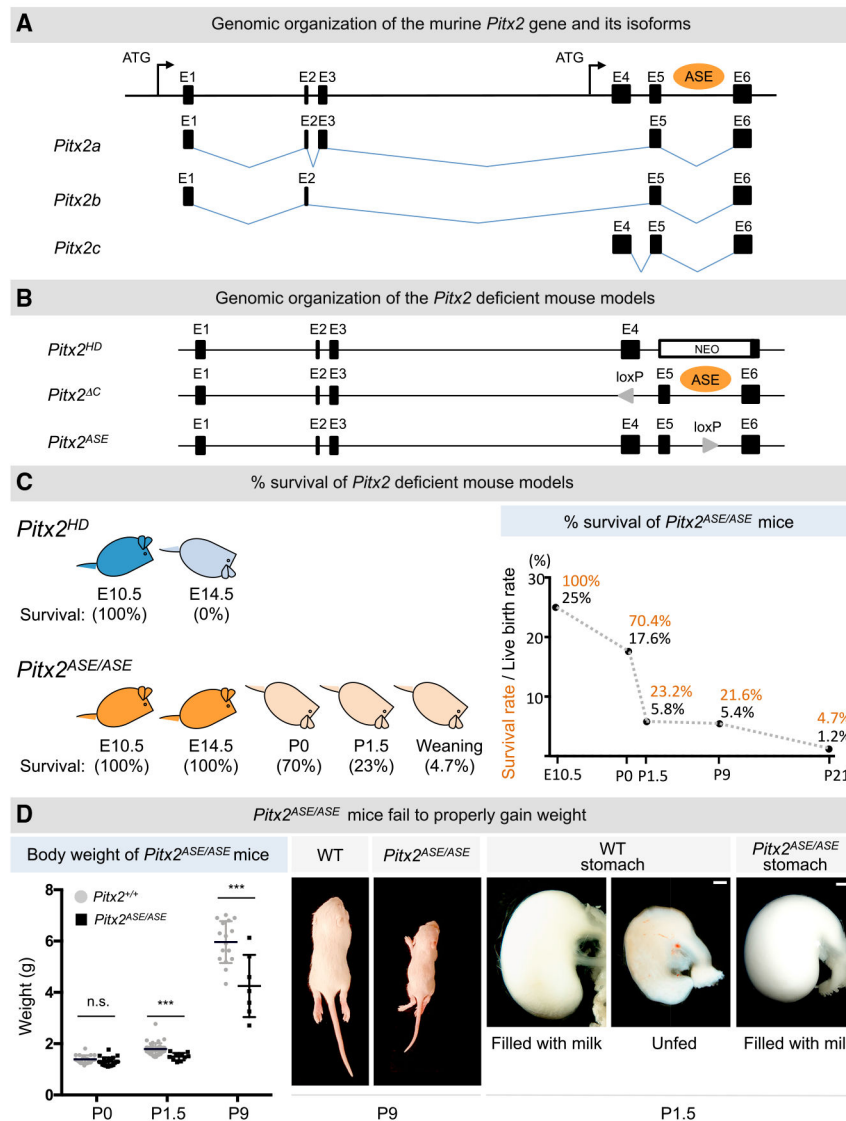 A
Genomic organization of the murine Pitx2 gene and its isoforms
ATG
ATG
E1
E2 E3
E4
E5
ASE
E6
Pitx2a
E1
E2 E3
E5
E6
Pitx2b
E1
E2
E5
E6
Pitx2c
E4
E5
E6
B
Genomic organization of the Pitx2 deficient mouse models
Pitx2HD
E1
E2 E3
E4
NEO
Pitx2ΔC
E1
E2 E3
loxP
E5
ASE
E6
Pitx2ASE
E1
E2 E3
E4
E5
loxP
E6
C
% survival of Pitx2 deficient mouse models
Pitx2HD
E10.5
E14.5
Survival: (100%)
(0%)
Pitx2ASE/ASE
E10.5
E14.5
P0
P1.5
Weaning
Survival: (100%)
(100%)
(70%)
(23%)
(4.7%)
% survival of Pitx2ASE/ASE mice
(%)
Survival rate / Live birth rate
30
20
10
100%
25%
70.4%
17.6%
23.2%
5.8%
21.6%
5.4%
4.7%
1.2%
E10.5
P0 P1.5
P9
P21
D
Pitx2ASE/ASE mice fail to properly gain weight
Body weight of Pitx2ASE/ASE mice
Weight (g)
8
6
4
2
0
Pitx2+/+
Pitx2ASE/ASE
n.s.
***
***
P0
P1.5
P9
WT
Pitx2ASE/ASE
P9
WT
stomach
Pitx2ASE/ASE
stomach
Filled with milk
Unfed
Filled with mil
P1.5